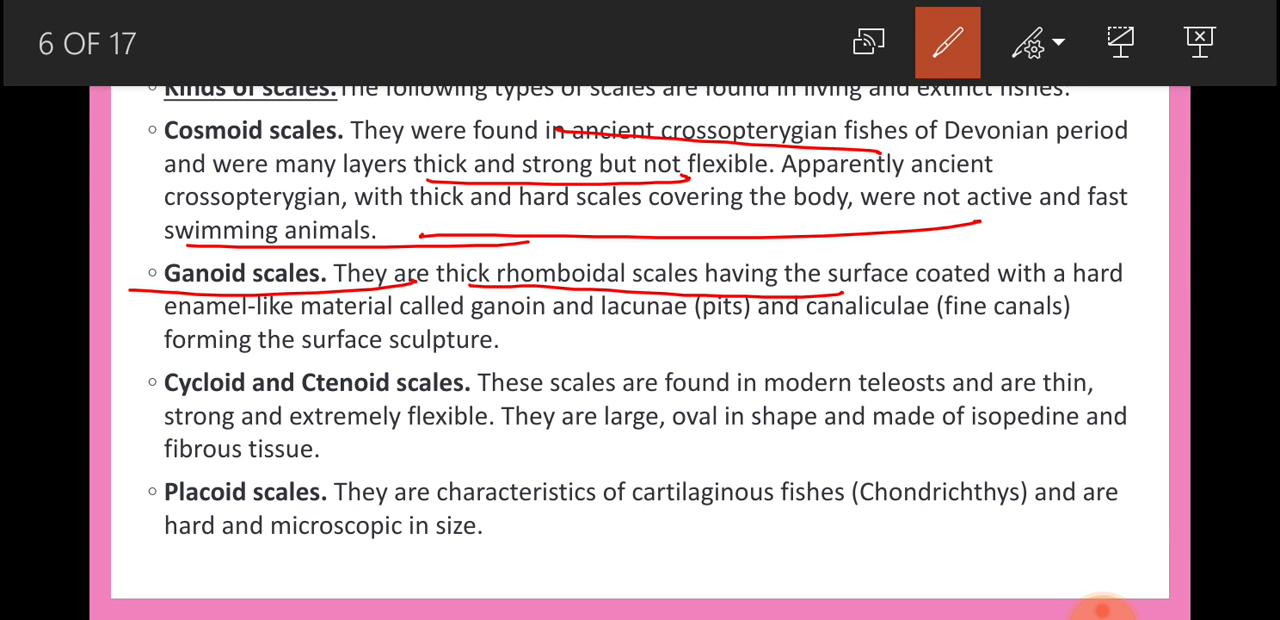 6 OF 17
◦ Kinds of scales. The following types of scales are found in living and extinct fishes.
◦ Cosmoid scales. They were found in ancient crossopterygian fishes of Devonian period
and were many layers thick and strong but not flexible. Apparently ancient
crossopterygian, with thick and hard scales covering the body, were not active and fast
swimming animals.
◦ Ganoid scales. They are thick rhomboidal scales having the surface coated with a hard
enamel-like material called ganoin and lacunae (pits) and canaliculae (fine canals)
forming the surface sculpture.
◦ Cycloid and Ctenoid scales. These scales are found in modern teleosts and are thin,
strong and extremely flexible. They are large, oval in shape and made of isopedine and
fibrous tissue.
◦ Placoid scales. They are characteristics of cartilaginous fishes (Chondrichthys) and are
hard and microscopic in size.